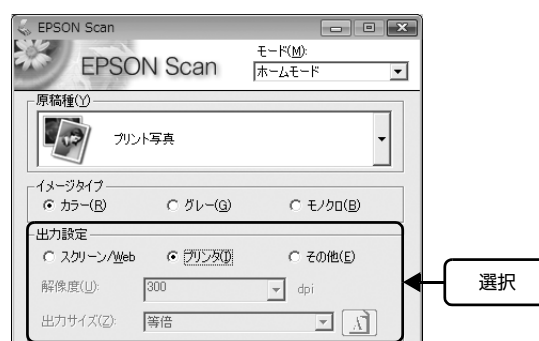 EPSON Scan
EPSON Scan
モード(M):
ホームモード
原稿種(Y)
プリント写真
イメージタイプ
カラー(R) グレー(G) モノクロ(B)
出力設定
スクリーン/Web プリンタ(I) その他(E)
解像度(U): 300 dpi
出力サイズ(Z): 等倍
選択